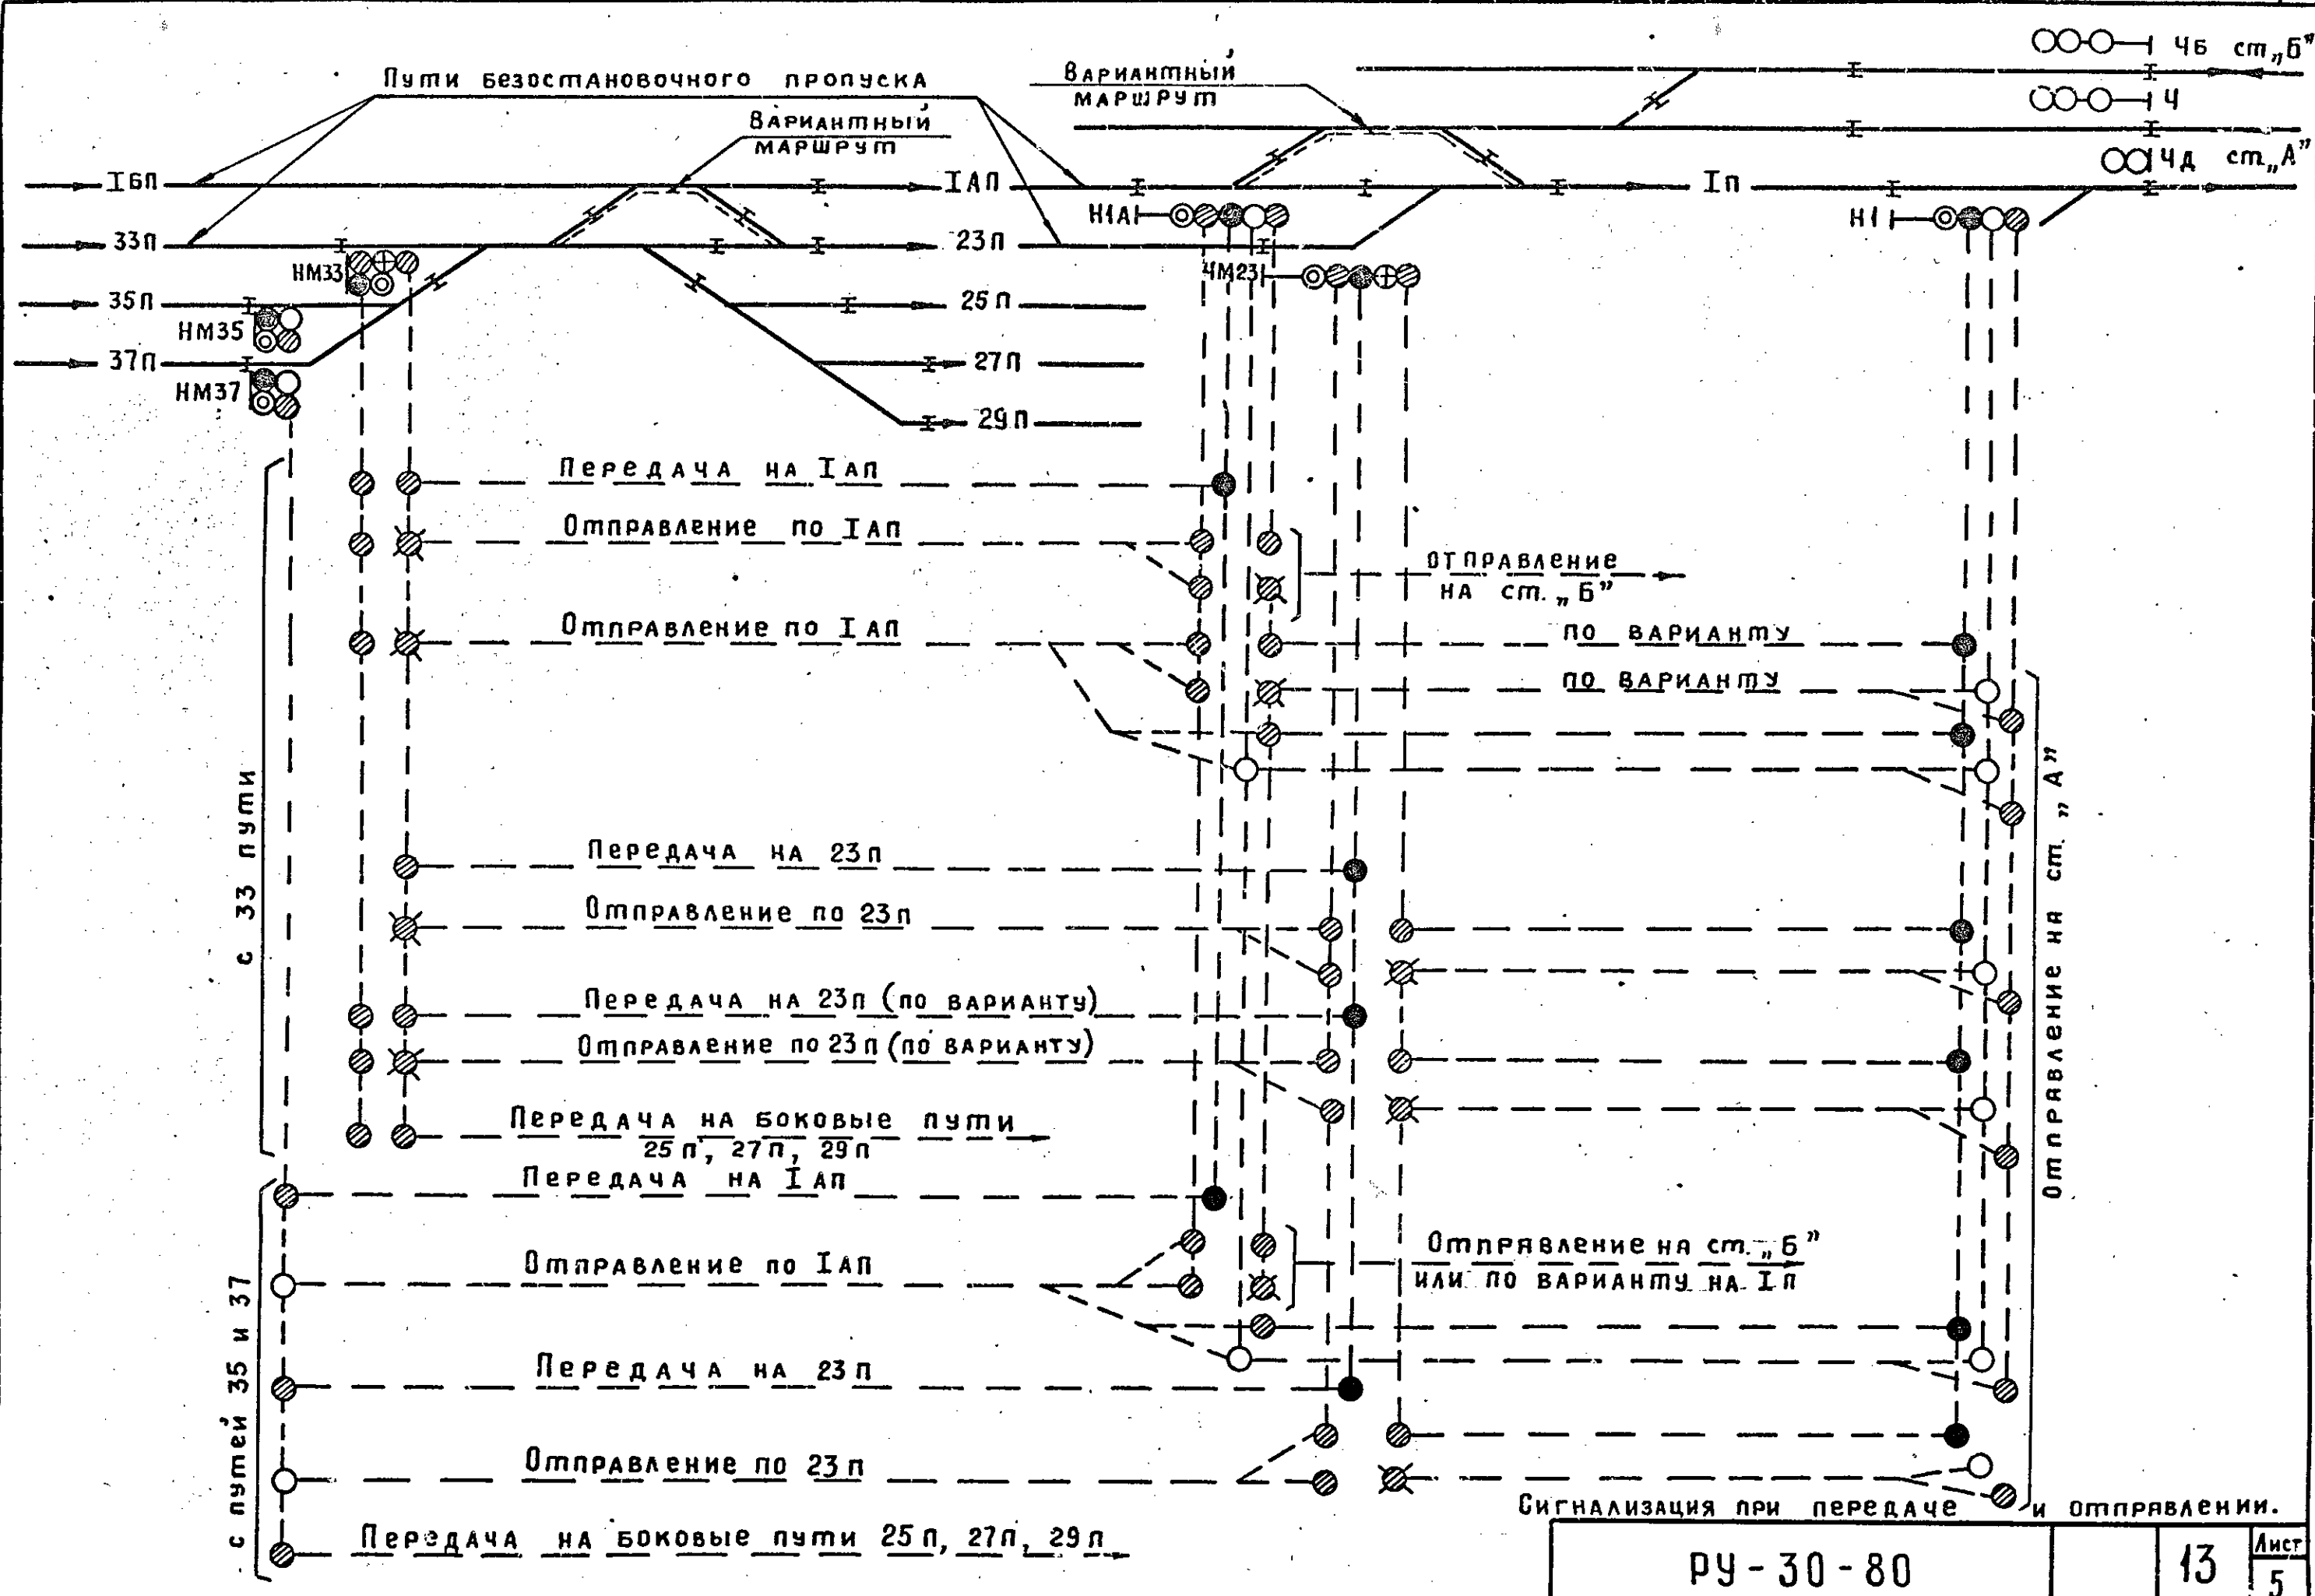 ЧБ ст„Б”
Пути безостановочного пропуска
Вариантный
маршрут
Ч
Вариантный
маршрут
ЧД ст„А”
IБП
IАП
IП
Н1А
Н1
33П
23П
НМ33
ЧМ23
35П
25П
НМ35
37П
27П
НМ37
29П
Передача на IАП
Отправление по IАП
Отправление
на ст. „Б”
Отправление по IАП
по варианту
по варианту
с 33 пути
Передача на 23п
Отправление по 23п
Передача на 23п (по варианту)
Отправление по 23п (по варианту)
Передача на боковые пути
25п, 27п, 29п
Отправление на ст. „А”
с путей 35 и 37
Передача на IАП
Отправление по IАП
Отправление на ст. „Б”
или по варианту на IП
Передача на 23п
Отправление по 23п
Передача на боковые пути 25п, 27п, 29п
Сигнализация при передаче и отправлении.
РУ-30-80
13
Лист
5